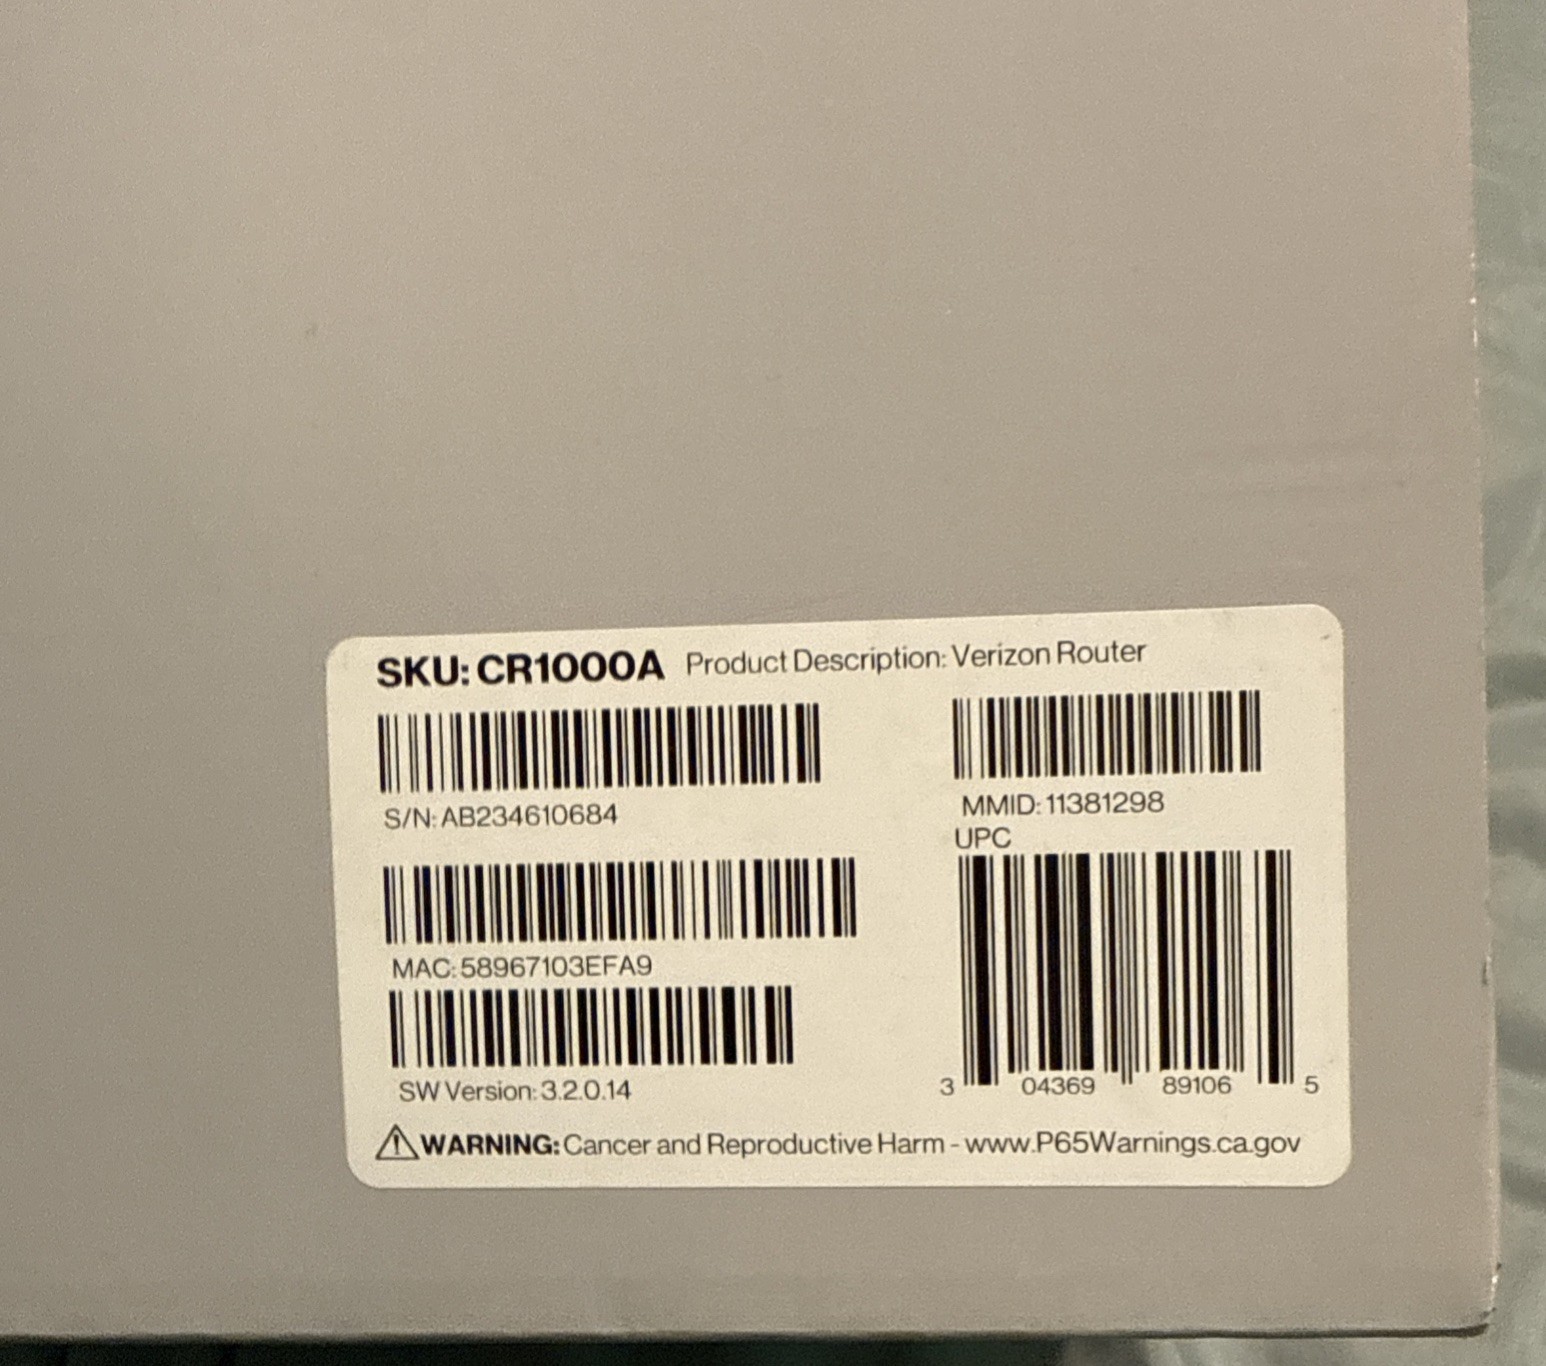 SKU: CR1000A Product Description: Verizon Router
S/N: AB234610684
MMID: 11381298
UPC
MAC: 58967103EFA9
SW Version: 3.2.0.14
3 04369 89106 5
WARNING: Cancer and Reproductive Harm - www.P65Warnings.ca.gov